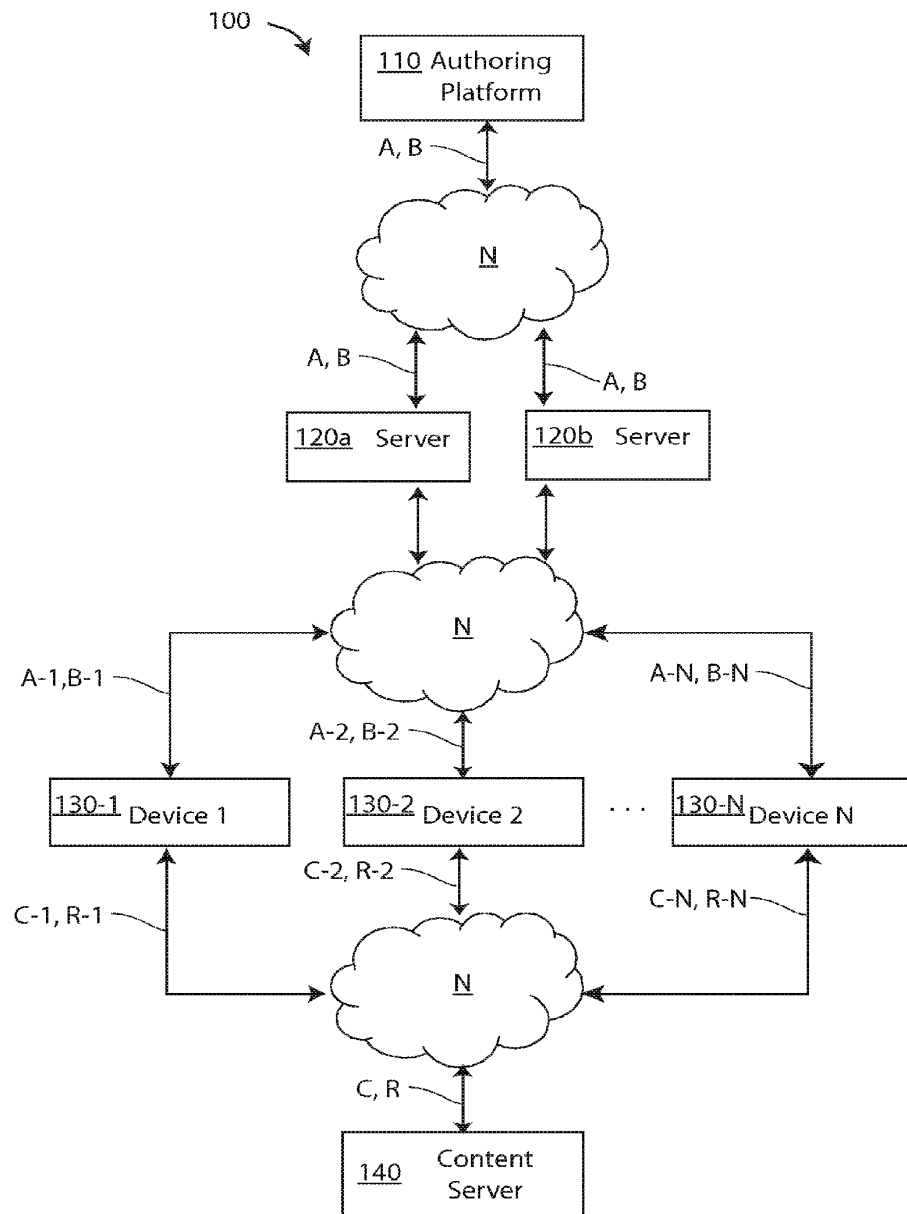 100
110 Authoring
Platform
A, B
N
A, B
A, B
120a Server
120b Server
N
A-1,B-1
A-N, B-N
A-2, B-2
130-1 Device 1
130-2 Device 2
. . .
130-N Device N
C-2, R-2
C-1, R-1
C-N, R-N
N
C, R
140 Content
Server